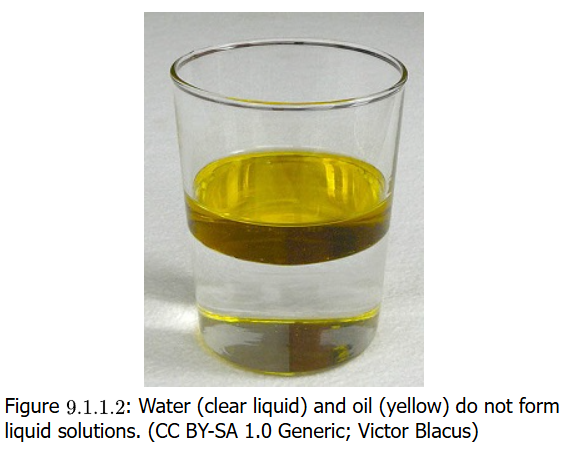 Figure 9.1.1.2: Water (clear liquid) and oil (yellow) do not form
liquid solutions. (CC BY-SA 1.0 Generic; Victor Blacus)